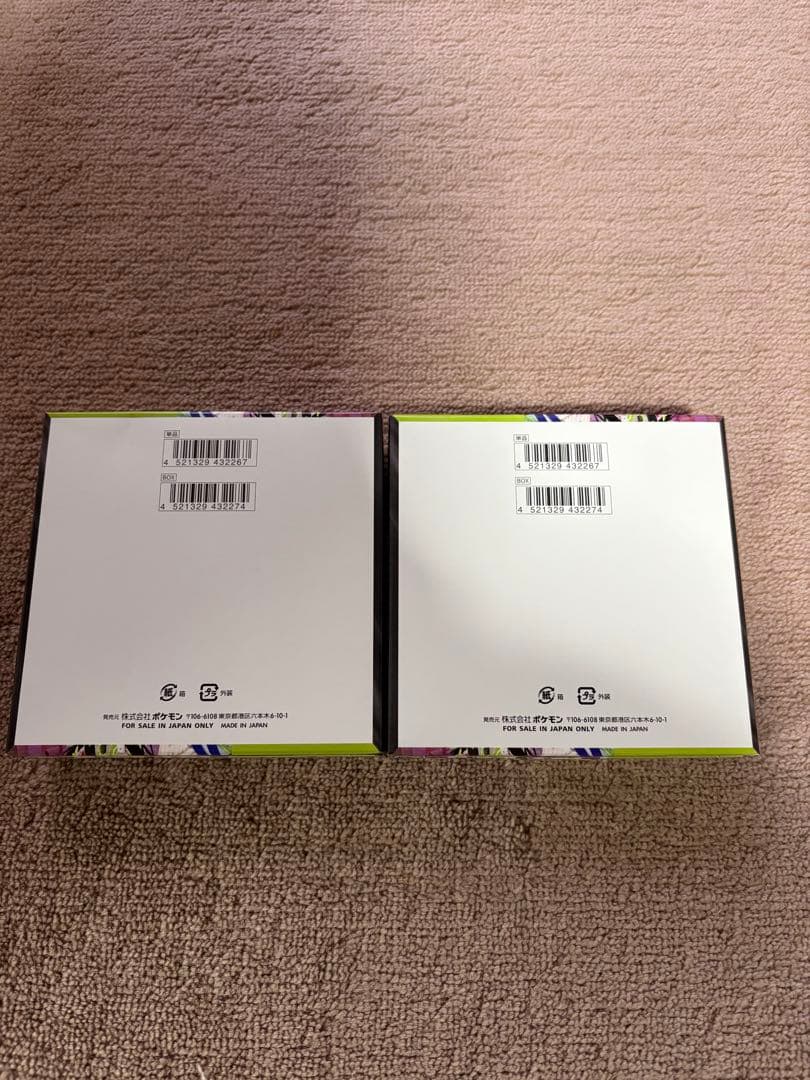 単品
4 521329 432267
BOX
4 521329 432274
紙 箱 プラ 外装
発売元 株式会社ポケモン 〒106-6108 東京都港区六本木6-10-1
FOR SALE IN JAPAN ONLY MADE IN JAPAN
単品
4 521329 432267
BOX
4 521329 432274
紙 箱 プラ 外装
発売元 株式会社ポケモン 〒106-6108 東京都港区六本木6-10-1
FOR SALE IN JAPAN ONLY MADE IN JAPAN